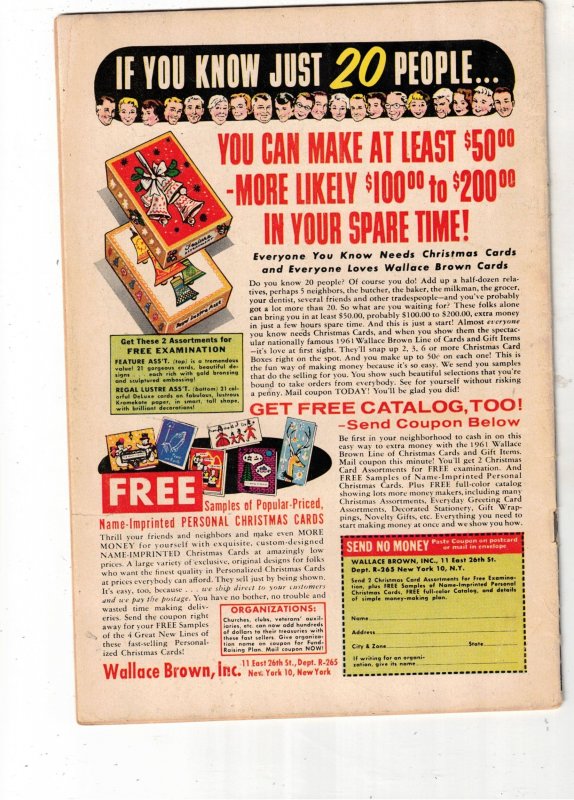 IF YOU KNOW JUST 20 PEOPLE...
YOU CAN MAKE AT LEAST $50⁰⁰
-MORE LIKELY $100⁰⁰ to $200⁰⁰
IN YOUR SPARE TIME!
Everyone You Know Needs Christmas Cards
and Everyone Loves Wallace Brown Cards
Do you know 20 people? Of course you do! Add up a half-dozen rela-
tives, perhaps 5 neighbors, the butcher, the baker, the milkman, the grocer,
your dentist, several friends and other tradespeople—and you've probably
got a lot more than 20. So what are you waiting for? These folks alone
can bring you in at least $50.00, probably $100.00 to $200.00, extra money
in just a few hours spare time. And this is just a start! Almost everyone
you know needs Christmas Cards, and when you show them the spectac-
ular nationally famous 1961 Wallace Brown Line of Cards and Gift Items
—it's love at first sight. They'll snap up 2, 5, 6 or more Christmas Card
Boxes right on the spot. And you make up to 50¢ on each one! This is
the fun way of making money because it's so easy. We send you samples
that do the selling for you. You show such beautiful selections that you're
bound to take orders from everybody. See for yourself without risking
a penny. Mail coupon TODAY! You'll be glad you did!
Feature Assortment
Regal Lustre Asst.
Get These 2 Assortments for
FREE EXAMINATION
FEATURE ASS'T. (top) is a tremendous
value! 21 gorgeous cards, beautiful de-
signs . . . each rich with gold bronzing
and sculptured embossing!
REGAL LUSTRE ASS'T. (bottom) 21 col-
orful DeLuxe cards on fabulous, lustrous
Kromekote paper, in smart, tall shape,
with brilliant decorations!
GET FREE CATALOG, TOO!
-Send Coupon Below
Be first in your neighborhood to cash in on this
easy way to extra money with the 1961 Wallace
Brown Line of Christmas Cards and Gift Items.
Mail coupon this minute! You'll get 2 Christmas
Card Assortments for FREE examination. And
FREE Samples of Name-Imprinted Personal
Christmas Cards. Plus FREE full-color catalog
showing lots more money makers, including many
Christmas Assortments, Everyday Greeting Card
Assortments, Decorated Stationery, Gift Wrap-
pings, Novelty Gifts, etc. Everything you need to
start making money at once and we show you how.
FREE
Samples of Popular-Priced,
Name-Imprinted PERSONAL CHRISTMAS CARDS
Thrill your friends and neighbors and make even MORE
MONEY for yourself with exquisite, custom-designed
NAME-IMPRINTED Christmas Cards at amazingly low
prices. A large variety of exclusive, original designs for folks
who want the finest quality in Personalized Christmas Cards
at prices everybody can afford. They sell just by being shown.
It's easy, too, because . . . we ship direct to your customers
and we pay the postage. You have no bother, no trouble and
wasted time making deliv-
eries. Send the coupon right
away for your FREE Samples
of the 4 Great New Lines of
these fast-selling Personal-
ized Christmas Cards!
ORGANIZATIONS:
Churches, clubs, veterans' auxil-
iaries, etc. can now add hundreds
of dollars to their treasuries with
these fast sellers. Give organiza-
tion name on coupon for Fund-
Raising Plan. Mail coupon NOW!
Wallace Brown, Inc. 11 East 26th St., Dept. R-265
New York 10, New York
SEND NO MONEY Paste Coupon on postcard
or mail in envelope
WALLACE BROWN, INC., 11 East 26th St.
Dept. R-265 New York 10, N.Y.
Send 2 Christmas Card Assortments for Free Examina-
tion, plus FREE Samples of Name-Imprinted Personal
Christmas Cards, FREE full-color Catalog, and details
of simple money-making plan.
Name
Address
City & Zone State
If writing for an organi-
zation, give its name